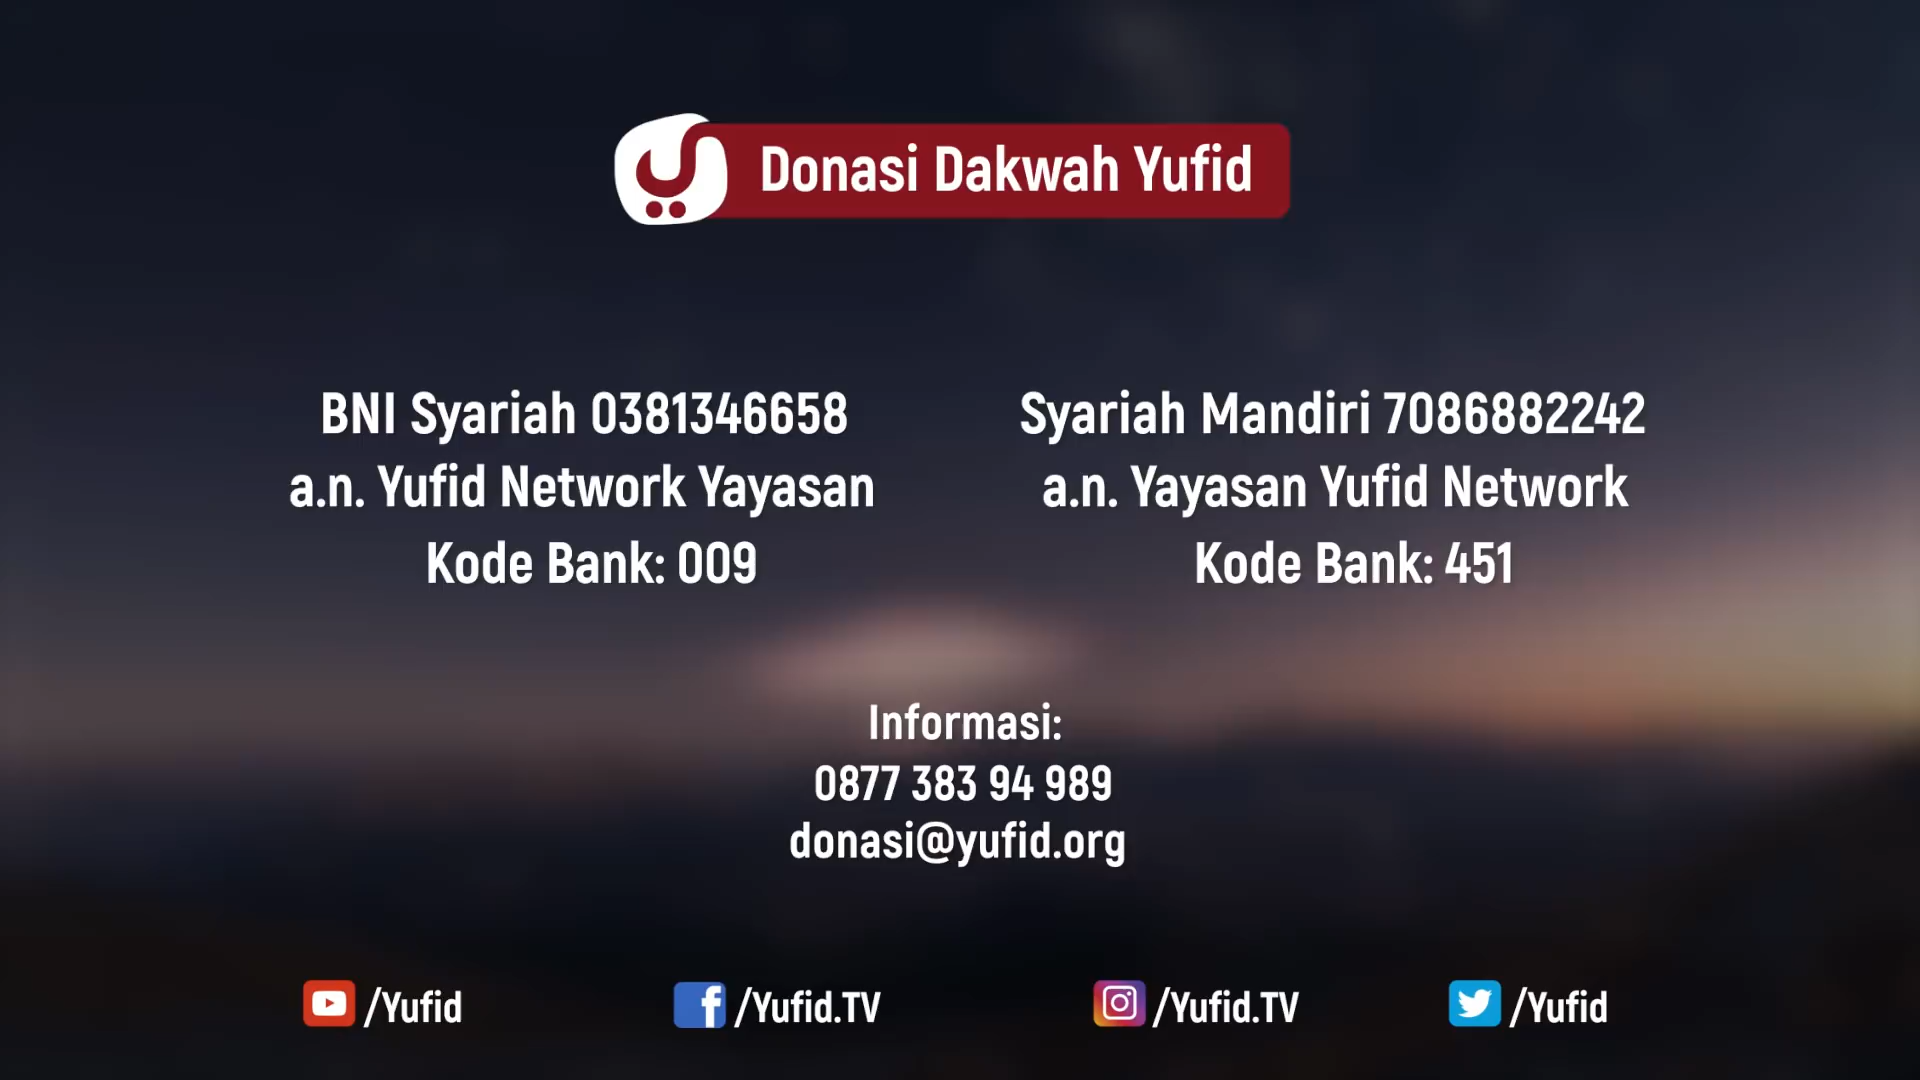 Donasi Dakwah Yufid
BNI Syariah 0381346658
a.n. Yufid Network Yayasan
Kode Bank: 009
Syariah Mandiri 7086882242
a.n. Yayasan Yufid Network
Kode Bank: 451
Informasi:
0877 383 94 989
donasi@yufid.org
/Yufid
/Yufid.TV
/Yufid.TV
/Yufid